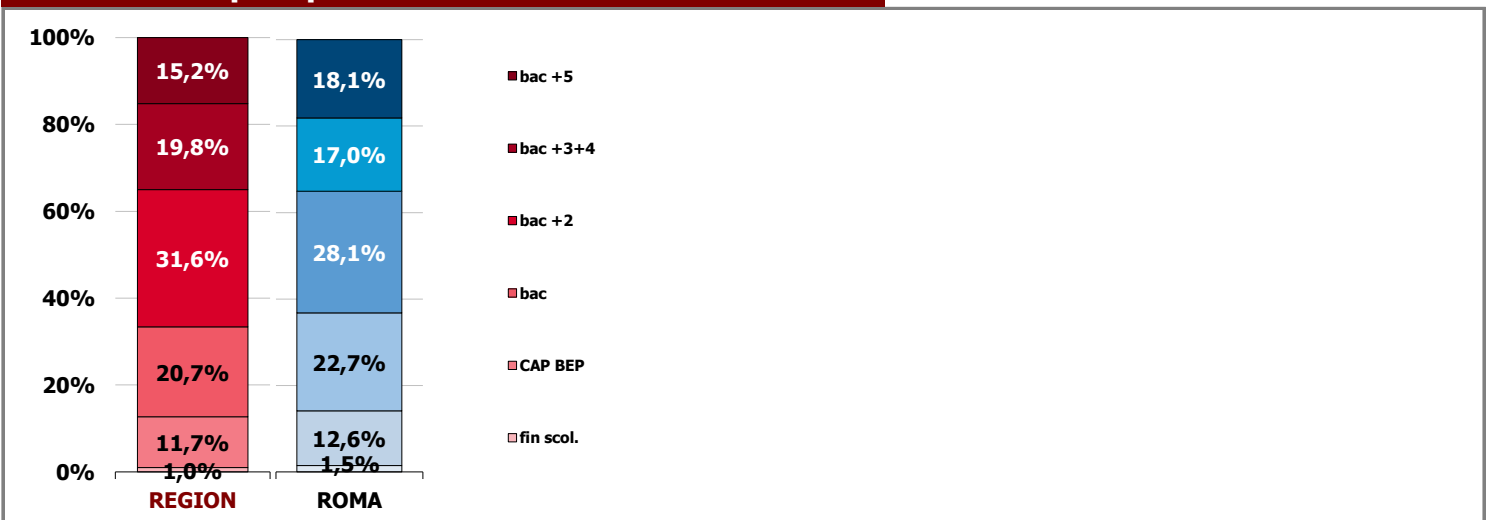 100%
80%
60%
40%
20%
0%
15,2%
19,8%
31,6%
20,7%
11,7%
1,0%
REGION
18,1%
17,0%
28,1%
22,7%
12,6%
1,5%
ROMA
bac +5
bac +3+4
bac +2
bac
CAP BEP
fin scol.